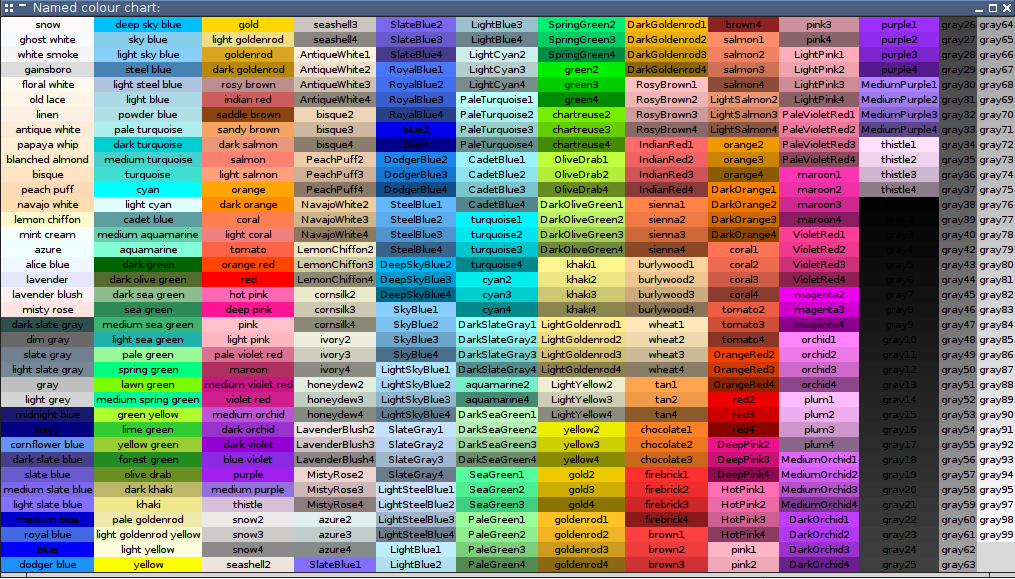 Named colour chart:
snow
ghost white
white smoke
gainsboro
floral white
old lace
linen
antique white
papaya whip
blanched almond
bisque
peach puff
navajo white
lemon chiffon
mint cream
azure
alice blue
lavender
lavender blush
misty rose
dark slate gray
dim gray
slate gray
light slate gray
gray
light grey
midnight blue
navy
cornflower blue
dark slate blue
slate blue
medium slate blue
light slate blue
medium blue
royal blue
blue
dodger blue
deep sky blue
sky blue
light sky blue
steel blue
light steel blue
light blue
powder blue
pale turquoise
dark turquoise
medium turquoise
turquoise
cyan
light cyan
cadet blue
medium aquamarine
aquamarine
dark green
dark olive green
dark sea green
sea green
medium sea green
light sea green
pale green
spring green
lawn green
medium spring green
green yellow
lime green
yellow green
forest green
olive drab
dark khaki
khaki
pale goldenrod
light goldenrod yellow
light yellow
yellow
gold
light goldenrod
goldenrod
dark goldenrod
rosy brown
indian red
saddle brown
sandy brown
dark salmon
salmon
light salmon
orange
dark orange
coral
light coral
tomato
orange red
red
hot pink
deep pink
pink
light pink
pale violet red
maroon
medium violet red
violet red
medium orchid
dark orchid
dark violet
blue violet
purple
medium purple
thistle
snow2
snow3
snow4
seashell2
seashell3
seashell4
AntiqueWhite1
AntiqueWhite2
AntiqueWhite3
AntiqueWhite4
bisque2
bisque3
bisque4
PeachPuff2
PeachPuff3
PeachPuff4
NavajoWhite2
NavajoWhite3
NavajoWhite4
LemonChiffon2
LemonChiffon3
LemonChiffon4
cornsilk2
cornsilk3
cornsilk4
ivory2
ivory3
ivory4
honeydew2
honeydew3
honeydew4
LavenderBlush2
LavenderBlush3
LavenderBlush4
MistyRose2
MistyRose3
MistyRose4
azure2
azure3
azure4
SlateBlue1
SlateBlue2
SlateBlue3
SlateBlue4
RoyalBlue1
RoyalBlue2
RoyalBlue3
RoyalBlue4
blue2
blue4
DodgerBlue2
DodgerBlue3
DodgerBlue4
SteelBlue1
SteelBlue2
SteelBlue3
SteelBlue4
DeepSkyBlue2
DeepSkyBlue3
DeepSkyBlue4
SkyBlue1
SkyBlue2
SkyBlue3
SkyBlue4
LightSkyBlue1
LightSkyBlue2
LightSkyBlue3
LightSkyBlue4
SlateGray1
SlateGray2
SlateGray3
SlateGray4
LightSteelBlue1
LightSteelBlue2
LightSteelBlue3
LightSteelBlue4
LightBlue1
LightBlue2
LightBlue3
LightBlue4
LightCyan2
LightCyan3
LightCyan4
PaleTurquoise1
PaleTurquoise2
PaleTurquoise3
PaleTurquoise4
CadetBlue1
CadetBlue2
CadetBlue3
CadetBlue4
turquoise1
turquoise2
turquoise3
turquoise4
cyan2
cyan3
cyan4
DarkSlateGray1
DarkSlateGray2
DarkSlateGray3
DarkSlateGray4
aquamarine2
aquamarine4
DarkSeaGreen1
DarkSeaGreen2
DarkSeaGreen3
DarkSeaGreen4
SeaGreen1
SeaGreen2
SeaGreen3
PaleGreen1
PaleGreen2
PaleGreen3
PaleGreen4
SpringGreen2
SpringGreen3
SpringGreen4
green2
green3
green4
chartreuse2
chartreuse3
chartreuse4
OliveDrab1
OliveDrab2
OliveDrab4
DarkOliveGreen1
DarkOliveGreen2
DarkOliveGreen3
DarkOliveGreen4
khaki1
khaki2
khaki3
khaki4
LightGoldenrod1
LightGoldenrod2
LightGoldenrod3
LightGoldenrod4
LightYellow2
LightYellow3
LightYellow4
yellow2
yellow3
yellow4
gold2
gold3
gold4
goldenrod1
goldenrod2
goldenrod3
goldenrod4
DarkGoldenrod1
DarkGoldenrod2
DarkGoldenrod3
DarkGoldenrod4
RosyBrown1
RosyBrown2
RosyBrown3
RosyBrown4
IndianRed1
IndianRed2
IndianRed3
IndianRed4
sienna1
sienna2
sienna3
sienna4
burlywood1
burlywood2
burlywood3
burlywood4
wheat1
wheat2
wheat3
wheat4
tan1
tan2
tan4
chocolate1
chocolate2
chocolate3
firebrick1
firebrick2
firebrick3
firebrick4
brown1
brown2
brown3
brown4
salmon1
salmon2
salmon3
salmon4
LightSalmon2
LightSalmon3
LightSalmon4
orange2
orange3
orange4
DarkOrange1
DarkOrange2
DarkOrange3
DarkOrange4
coral1
coral2
coral3
coral4
tomato2
tomato3
tomato4
OrangeRed2
OrangeRed3
OrangeRed4
red2
red3
red4
DeepPink2
DeepPink3
DeepPink4
HotPink1
HotPink2
HotPink3
HotPink4
pink1
pink2
pink3
pink4
LightPink1
LightPink2
LightPink3
LightPink4
PaleVioletRed1
PaleVioletRed2
PaleVioletRed3
PaleVioletRed4
maroon1
maroon2
maroon3
maroon4
VioletRed1
VioletRed2
VioletRed3
VioletRed4
magenta2
magenta3
magenta4
orchid1
orchid2
orchid3
orchid4
plum1
plum2
plum3
plum4
MediumOrchid1
MediumOrchid2
MediumOrchid3
MediumOrchid4
DarkOrchid1
DarkOrchid2
DarkOrchid3
DarkOrchid4
purple1
purple2
purple3
purple4
MediumPurple1
MediumPurple2
MediumPurple3
MediumPurple4
thistle1
thistle2
thistle3
thistle4
gray3
gray4
gray5
gray6
gray7
gray8
gray9
gray10
gray11
gray12
gray13
gray14
gray15
gray16
gray17
gray18
gray19
gray20
gray21
gray22
gray23
gray24
gray25
gray26
gray27
gray28
gray29
gray30
gray31
gray32
gray33
gray34
gray35
gray36
gray37
gray38
gray39
gray40
gray42
gray43
gray44
gray45
gray46
gray47
gray48
gray49
gray50
gray51
gray52
gray53
gray54
gray55
gray56
gray57
gray58
gray59
gray60
gray61
gray62
gray63
gray64
gray65
gray66
gray67
gray68
gray69
gray70
gray71
gray72
gray73
gray74
gray75
gray76
gray77
gray78
gray79
gray80
gray81
gray82
gray83
gray84
gray85
gray86
gray87
gray88
gray89
gray90
gray91
gray92
gray93
gray94
gray95
gray97
gray98
gray99